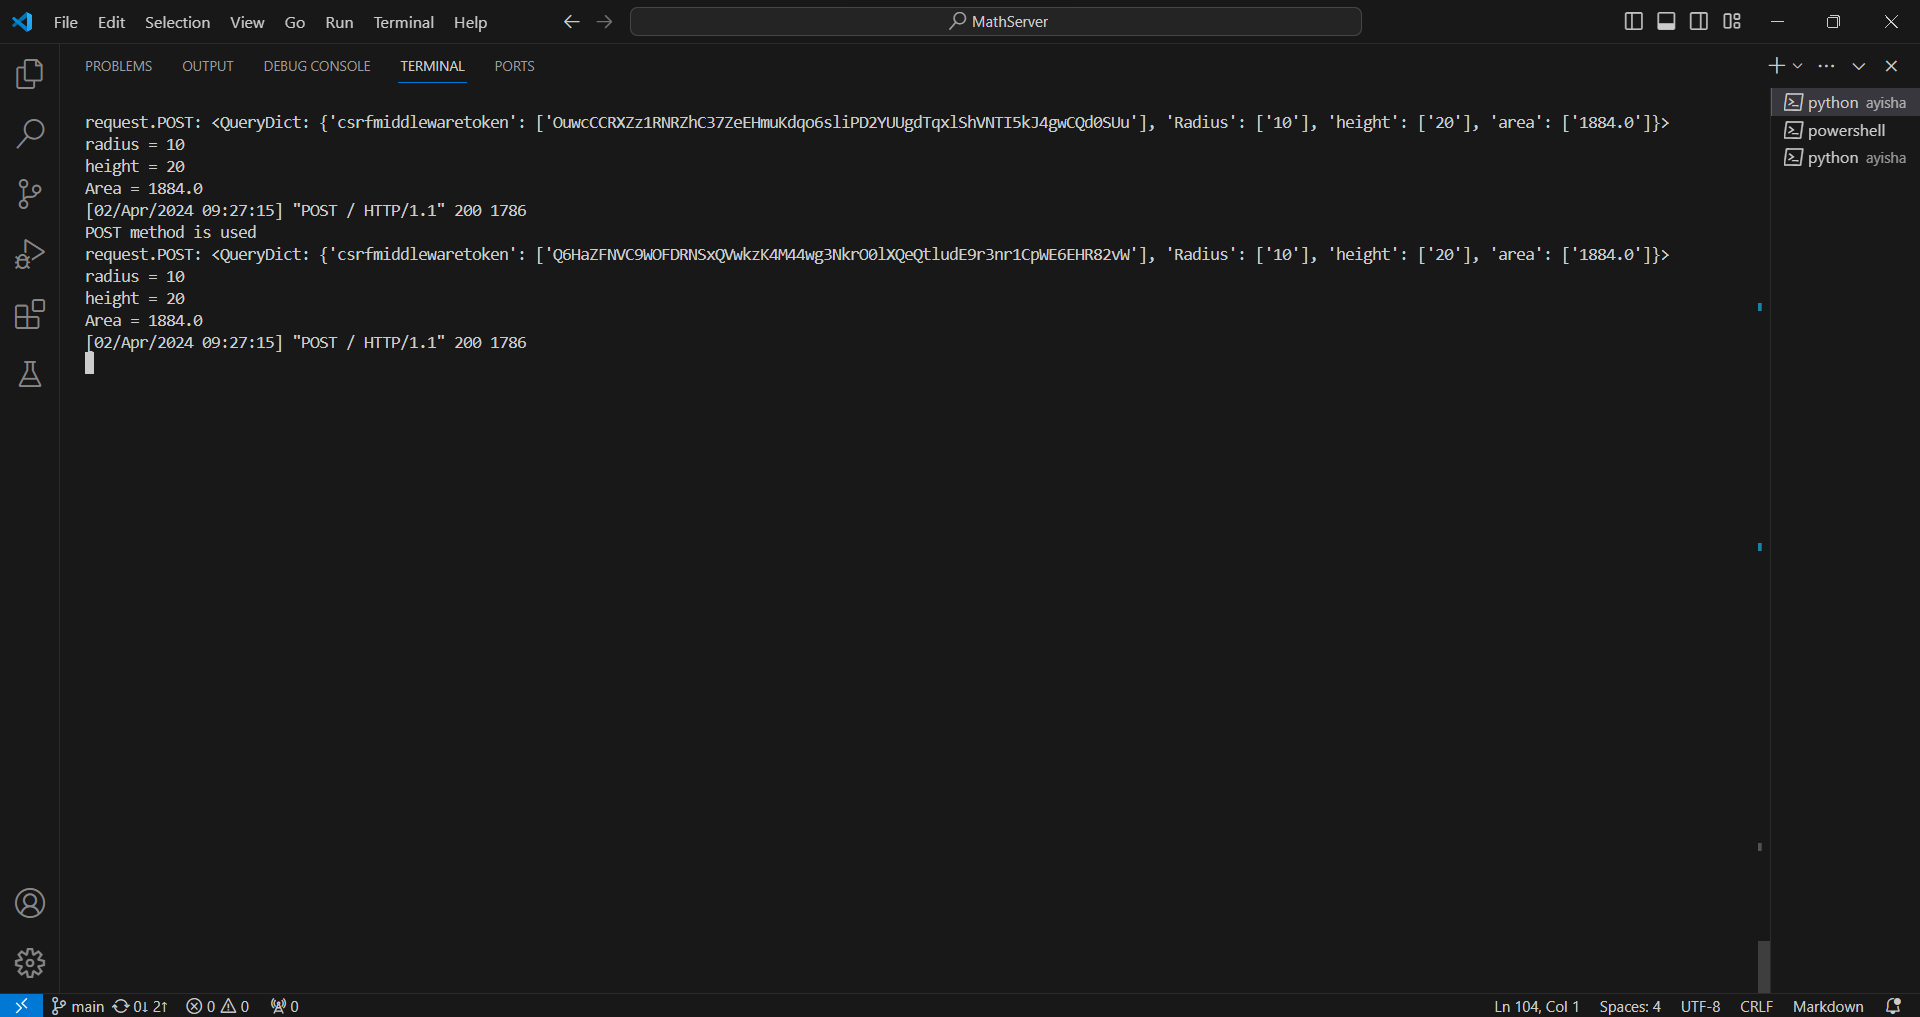 File Edit Selection View Go Run Terminal Help
MathServer
PROBLEMS OUTPUT DEBUG CONSOLE TERMINAL PORTS
request.POST: <QueryDict: {'csrfmiddlewaretoken': ['OuwcCCRXZz1RNRZhC37ZeEHmuKdqo6sliPD2YUUgdTqxlShVNTI5kJ4gwCQd0SUu'], 'Radius': ['10'], 'height': ['20'], 'area': ['1884.0']}>
radius = 10
height = 20
Area = 1884.0
[02/Apr/2024 09:27:15] "POST / HTTP/1.1" 200 1786
POST method is used
request.POST: <QueryDict: {'csrfmiddlewaretoken': ['Q6HaZFNVC9WOFDRNSxQVwkzK4M44wg3NkrO0lXQeQtludE9r3nr1CpWE6EHR82vW'], 'Radius': ['10'], 'height': ['20'], 'area': ['1884.0']}>
radius = 10
height = 20
Area = 1884.0
[02/Apr/2024 09:27:15] "POST / HTTP/1.1" 200 1786
python ayisha
powershell
python ayisha
main 0↓ 2↑ 0 0 0
Ln 104, Col 1 Spaces: 4 UTF-8 CRLF Markdown